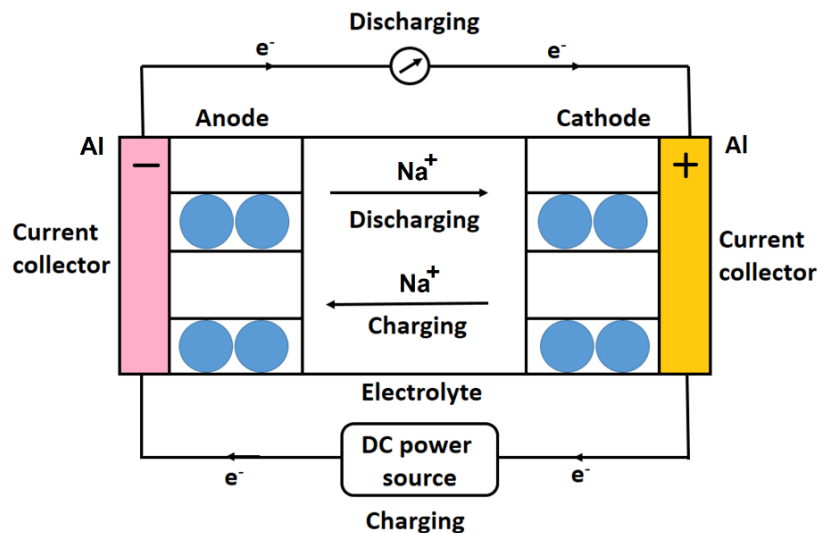 Discharging
e⁻
e⁻
Anode
Cathode
Al
Al
−
+
Na⁺
Discharging
Current
collector
Current
collector
Na⁺
Charging
Electrolyte
DC power
source
e⁻
e⁻
Charging